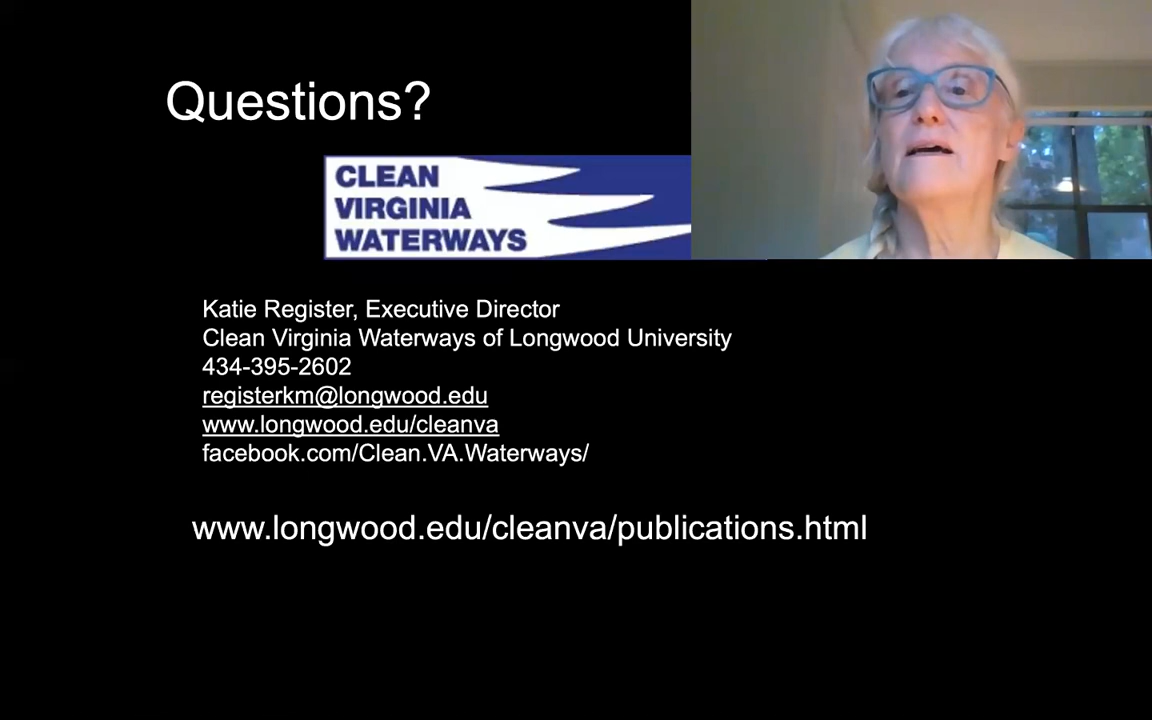 Questions?
CLEAN
VIRGINIA
WATERWAYS
Katie Register, Executive Director
Clean Virginia Waterways of Longwood University
434-395-2602
registerkm@longwood.edu
www.longwood.edu/cleanva
facebook.com/Clean.VA.Waterways/
www.longwood.edu/cleanva/publications.html